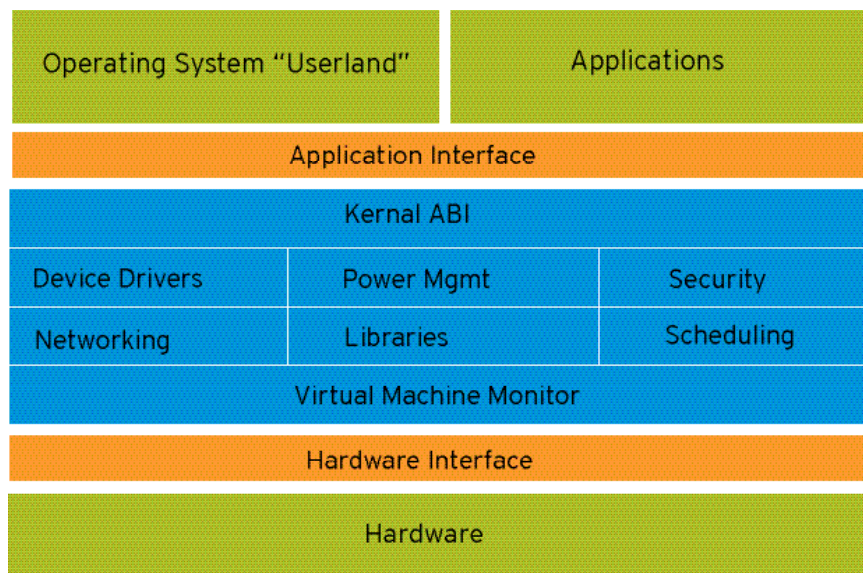 Operating System “Userland”
Applications
Application Interface
Kernal ABI
Device Drivers
Power Mgmt
Security
Networking
Libraries
Scheduling
Virtual Machine Monitor
Hardware Interface
Hardware